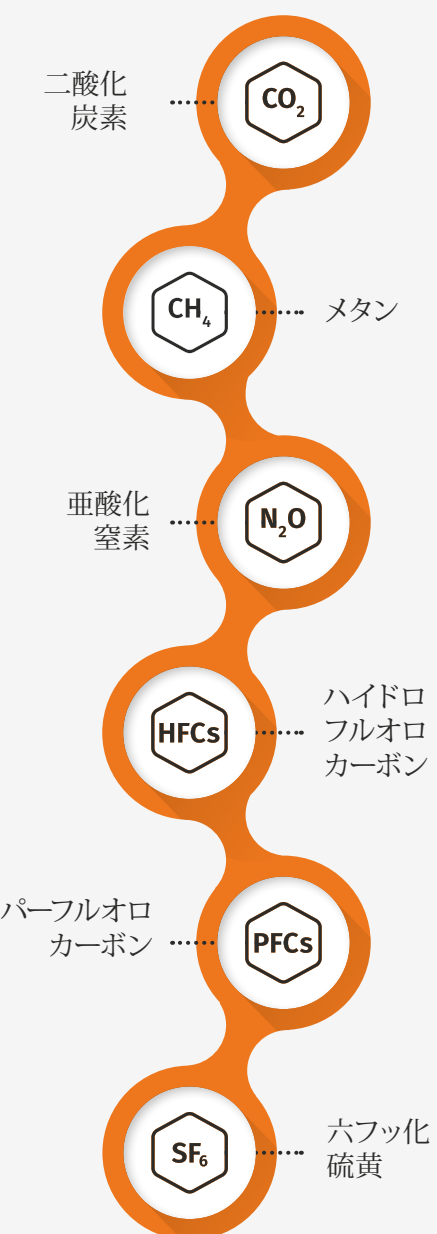 二酸化
炭素
CO₂
CH₄
メタン
亜酸化
窒素
N₂O
HFCs
ハイドロ
フルオロ
カーボン
パーフルオロ
カーボン
PFCs
SF₆
六フッ化
硫黄